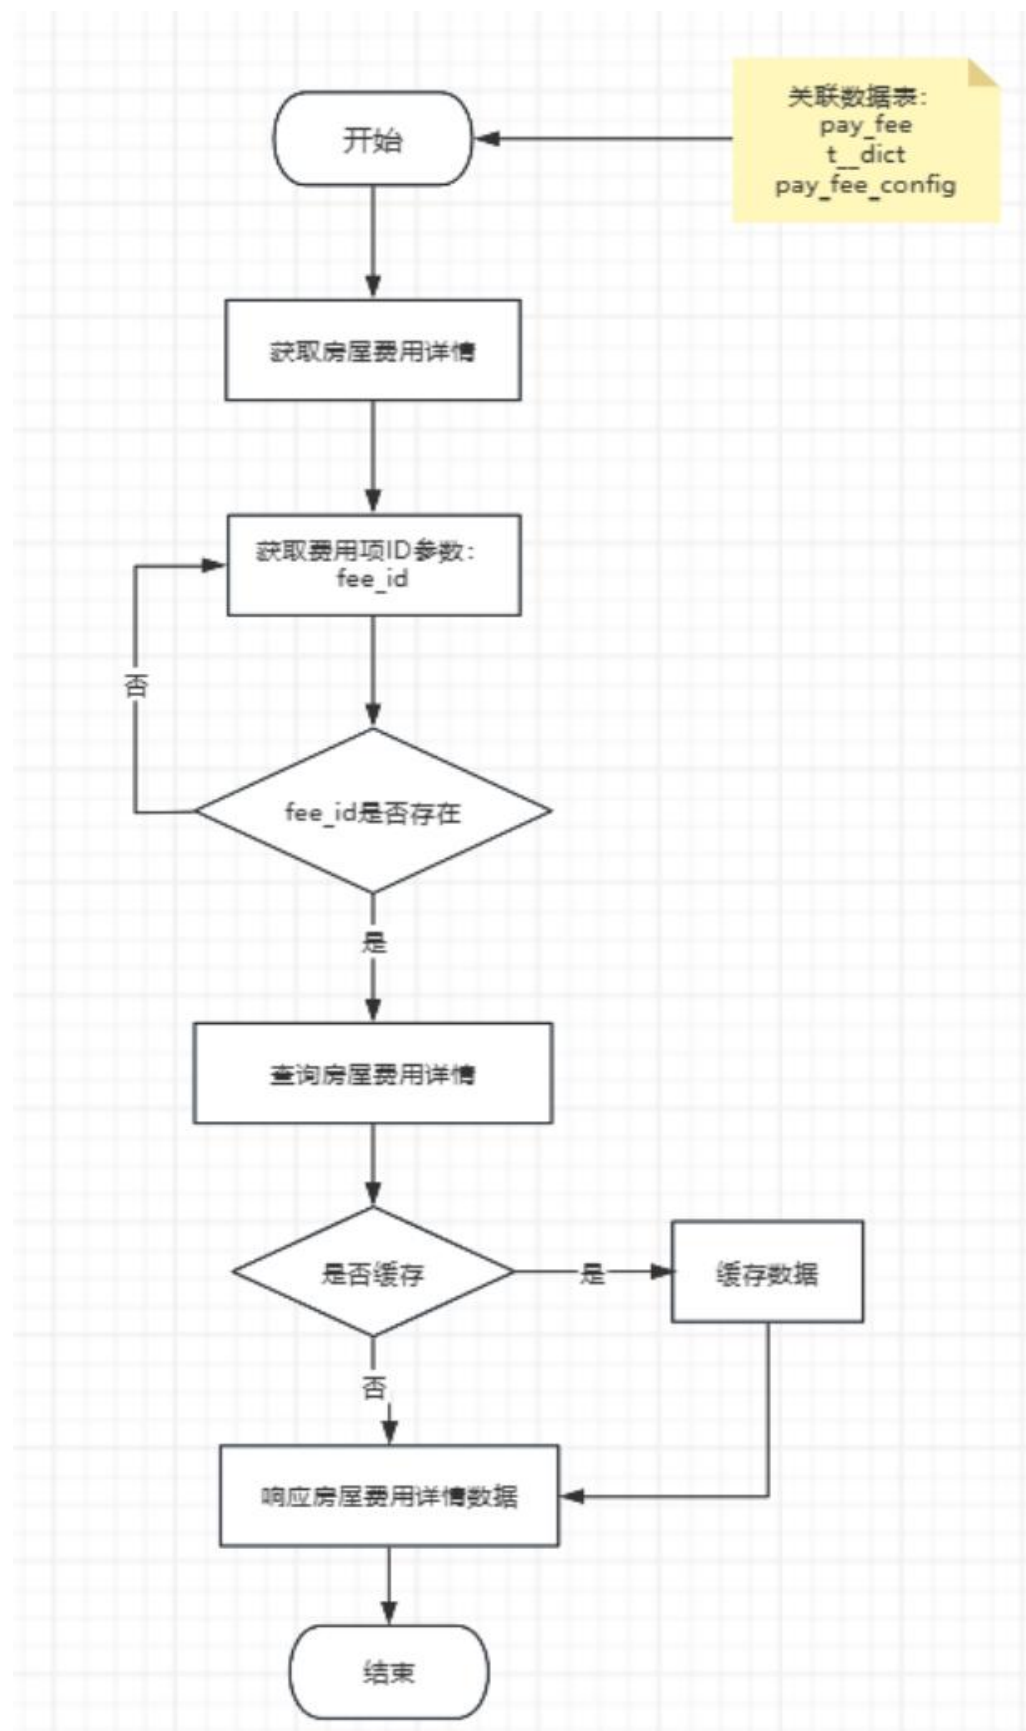 开始
关联数据表：
pay_fee
t__dict
pay_fee_config
获取房屋费用详情
获取费用项ID参数：
fee_id
否
fee_id是否存在
是
查询房屋费用详情
是否缓存
是
缓存数据
否
响应房屋费用详情数据
结束